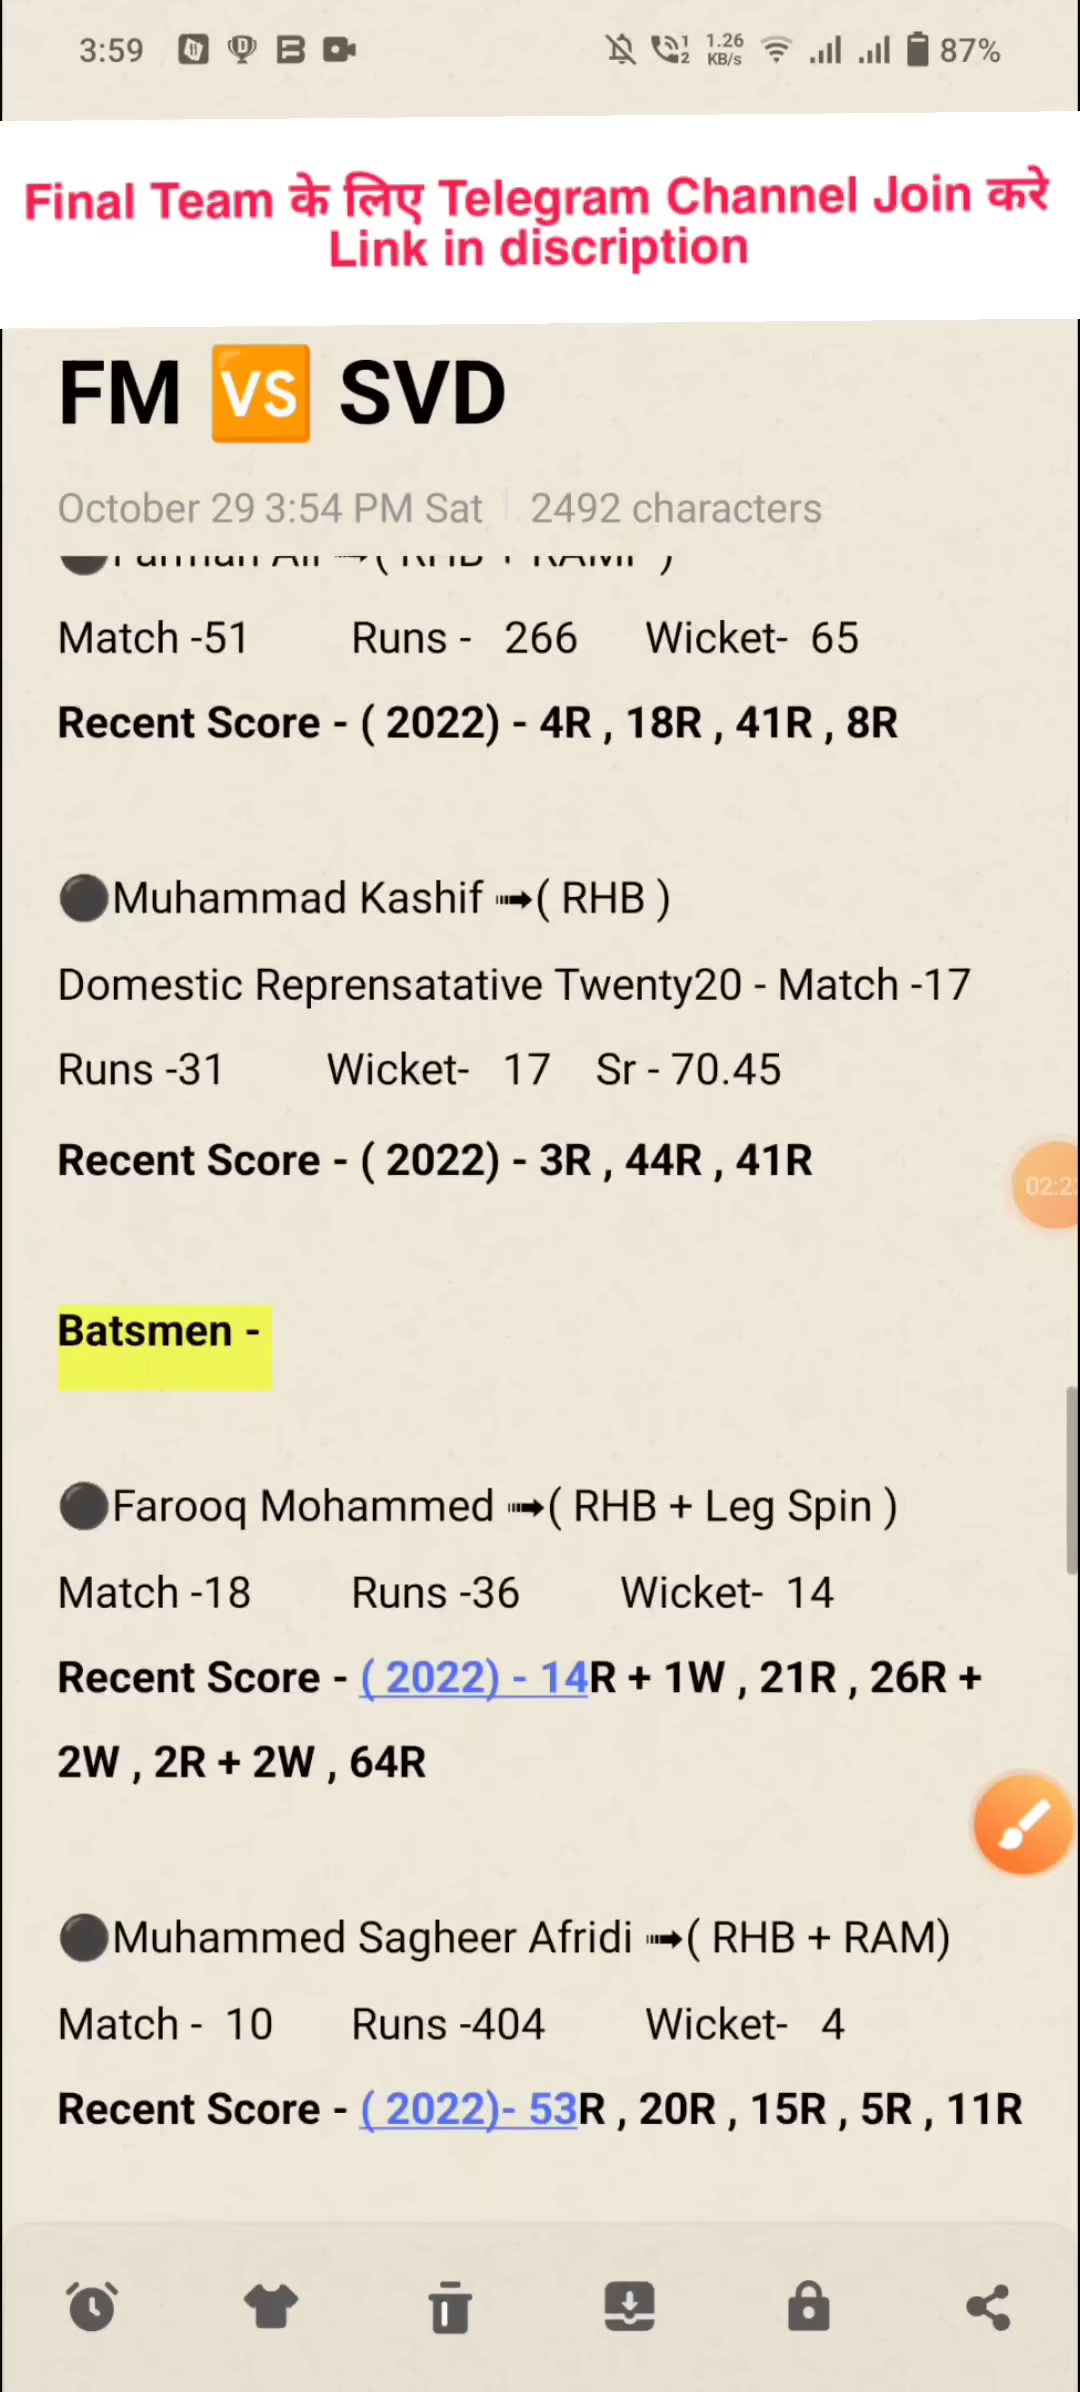 3:59 1.26 KB/s 87%
Final Team के लिए Telegram Channel Join करे
Link in discription
FM VS SVD
October 29 3:54 PM Sat | 2492 characters
Match -51 Runs - 266 Wicket- 65
Recent Score - ( 2022) - 4R , 18R , 41R , 8R
Muhammad Kashif ➟( RHB )
Domestic Reprensatative Twenty20 - Match -17
Runs -31 Wicket- 17 Sr - 70.45
Recent Score - ( 2022) - 3R , 44R , 41R
02:2
Batsmen -
Farooq Mohammed ➟( RHB + Leg Spin )
Match -18 Runs -36 Wicket- 14
Recent Score - ( 2022) - 14R + 1W , 21R , 26R +
2W , 2R + 2W , 64R
Muhammed Sagheer Afridi ➟( RHB + RAM)
Match - 10 Runs -404 Wicket- 4
Recent Score - ( 2022)- 53R , 20R , 15R , 5R , 11R